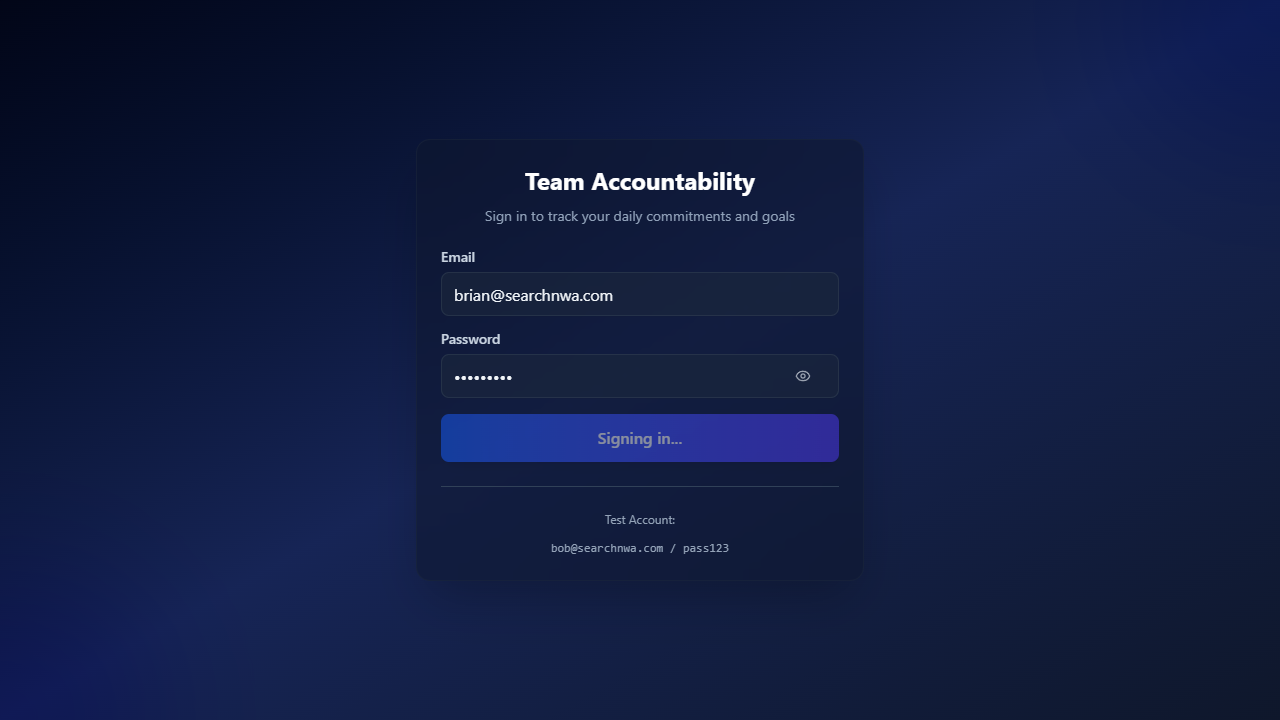 Team Accountability
Sign in to track your daily commitments and goals
Email
brian@searchnwa.com
Password
•••••••••
Signing in...
Test Account:
bob@searchnwa.com / pass123